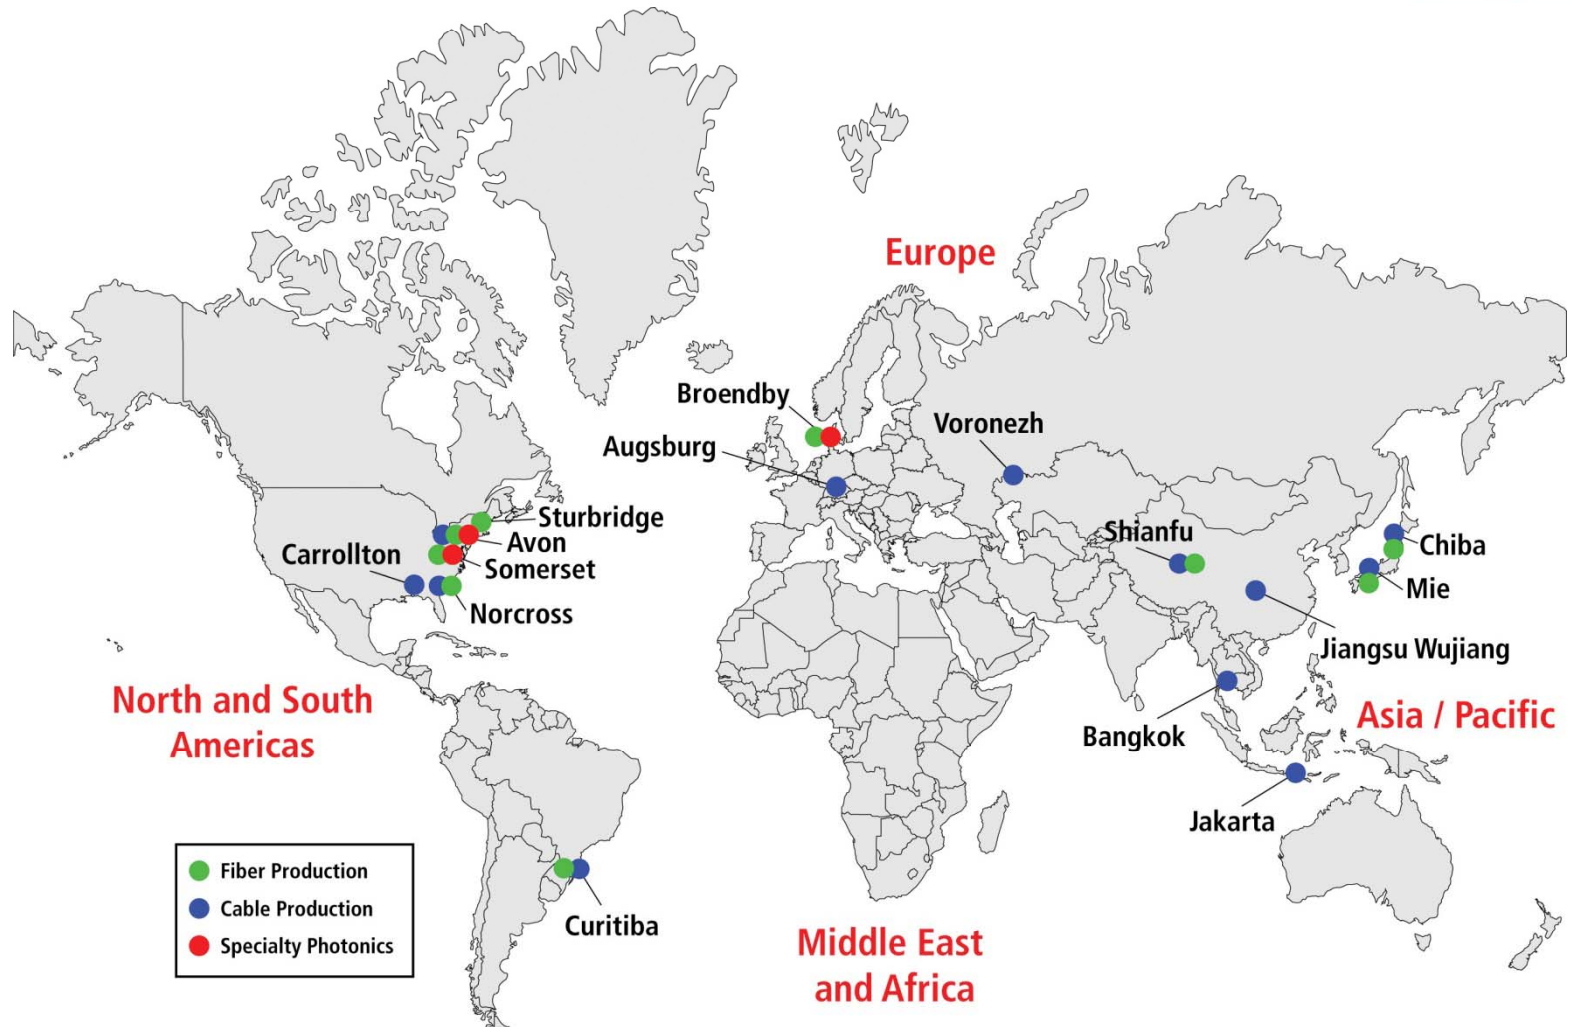 Europe
Broendby
Voronezh
Augsburg
Sturbridge
Shianfu
Avon
Chiba
Carrollton
Somerset
Mie
Norcross
Jiangsu Wujiang
North and South
Americas
Asia / Pacific
Bangkok
Jakarta
Fiber Production
Cable Production
Specialty Photonics
Curitiba
Middle East
and Africa